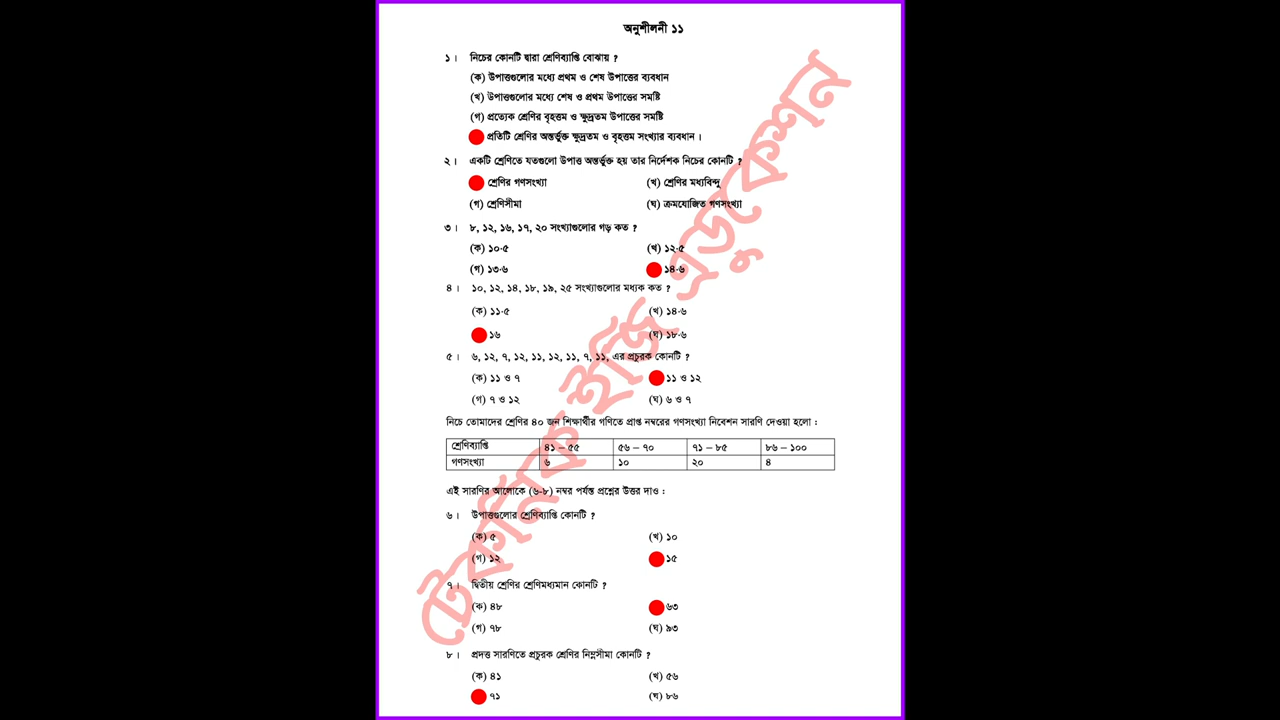 অনুশীলনী ১১
১। নিচের কোনটি দ্বারা শ্রেণিব্যাপ্তি বোঝায় ?
(ক) উপাত্তগুলোর মধ্যে প্রথম ও শেষ উপাত্তের ব্যবধান
(খ) উপাত্তগুলোর মধ্যে শেষ ও প্রথম উপাত্তের সমষ্টি
(গ) প্রত্যেক শ্রেণির বৃহত্তম ও ক্ষুদ্রতম উপাত্তের সমষ্টি
প্রতিটি শ্রেণির অন্তর্ভুক্ত ক্ষুদ্রতম ও বৃহত্তম সংখ্যার ব্যবধান।
২। একটি শ্রেণিতে যতগুলো উপাত্ত অন্তর্ভুক্ত হয় তার নির্দেশক নিচের কোনটি ?
শ্রেণির গণসংখ্যা (খ) শ্রেণির মধ্যবিন্দু
(গ) শ্রেণিসীমা (ঘ) ক্রমযোজিত গণসংখ্যা
৩। ৮, ১২, ১৬, ১৭, ২০ সংখ্যাগুলোর গড় কত ?
(ক) ১০·৫ (খ) ১২·৫
(গ) ১৩·৬ ১৪·৬
৪। ১০, ১২, ১৪, ১৮, ১৯, ২৫ সংখ্যাগুলোর মধ্যক কত ?
(ক) ১১·৫ (খ) ১৪·৬
১৬ (ঘ) ১৮·৬
৫। ৬, ১২, ৭, ১২, ১১, ১২, ১১, ৭, ১১, এর প্রচুরক কোনটি ?
(ক) ১১ ও ৭ ১১ ও ১২
(গ) ৭ ও ১২ (ঘ) ৬ ও ৭
নিচে তোমাদের শ্রেণির ৪০ জন শিক্ষার্থীর গণিতে প্রাপ্ত নম্বরের গণসংখ্যা নিবেশন সারণি দেওয়া হলো :
শ্রেণিব্যাপ্তি ৪১ – ৫৫ ৫৬ – ৭০ ৭১ – ৮৫ ৮৬ – ১০০
গণসংখ্যা ৬ ১০ ২০ ৪
এই সারণির আলোকে (৬-৮) নম্বর পর্যন্ত প্রশ্নের উত্তর দাও :
৬। উপাত্তগুলোর শ্রেণিব্যাপ্তি কোনটি ?
(ক) ৫ (খ) ১০
(গ) ১২ ১৫
৭। দ্বিতীয় শ্রেণির শ্রেণিমধ্যমান কোনটি ?
(ক) ৪৮ ৬৩
(গ) ৭৮ (ঘ) ৯৩
৮। প্রদত্ত সারণিতে প্রচুরক শ্রেণির নিম্নসীমা কোনটি ?
(ক) ৪১ (খ) ৫৬
৭১ (ঘ) ৮৬
টেকনিক ইজি এডুকেশন